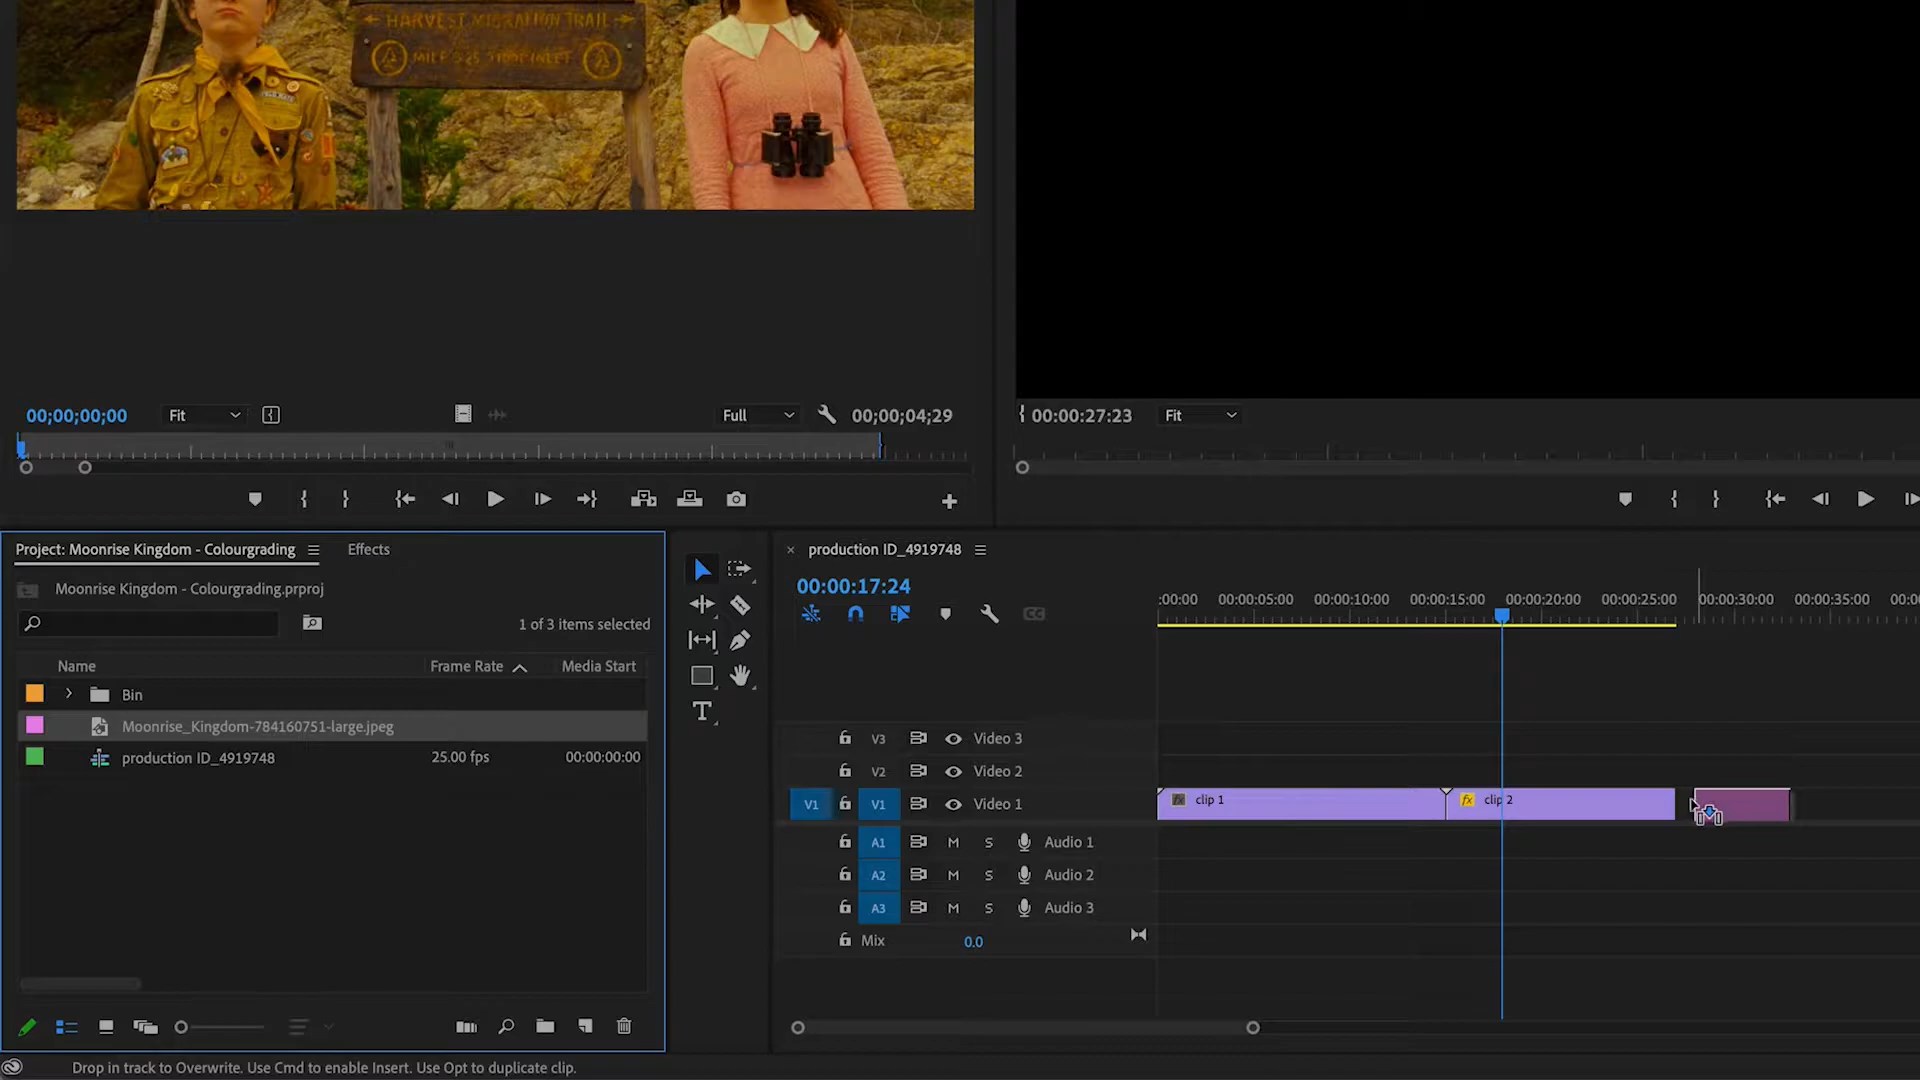 HARVEST MIGRATION TRAIL
00;00;00;00
Fit
Full
00;00;04;29
00:00:27:23
Fit
Project: Moonrise Kingdom - Colourgrading
Effects
Moonrise Kingdom - Colourgrading.prproj
1 of 3 items selected
Name
Frame Rate
Media Start
Bin
Moonrise_Kingdom-784160751-large.jpeg
production ID_4919748
25.00 fps
00:00:00:00
production ID_4919748
00:00:17:24
:00:00
00:00:05:00
00:00:10:00
00:00:15:00
00:00:20:00
00:00:25:00
00:00:30:00
00:00:35:00
00:00
V3
Video 3
V2
Video 2
V1
V1
Video 1
clip 1
fx
clip 2
A1
M
S
Audio 1
A2
M
S
Audio 2
A3
M
S
Audio 3
Mix
0.0
Drop in track to Overwrite. Use Cmd to enable Insert. Use Opt to duplicate clip.